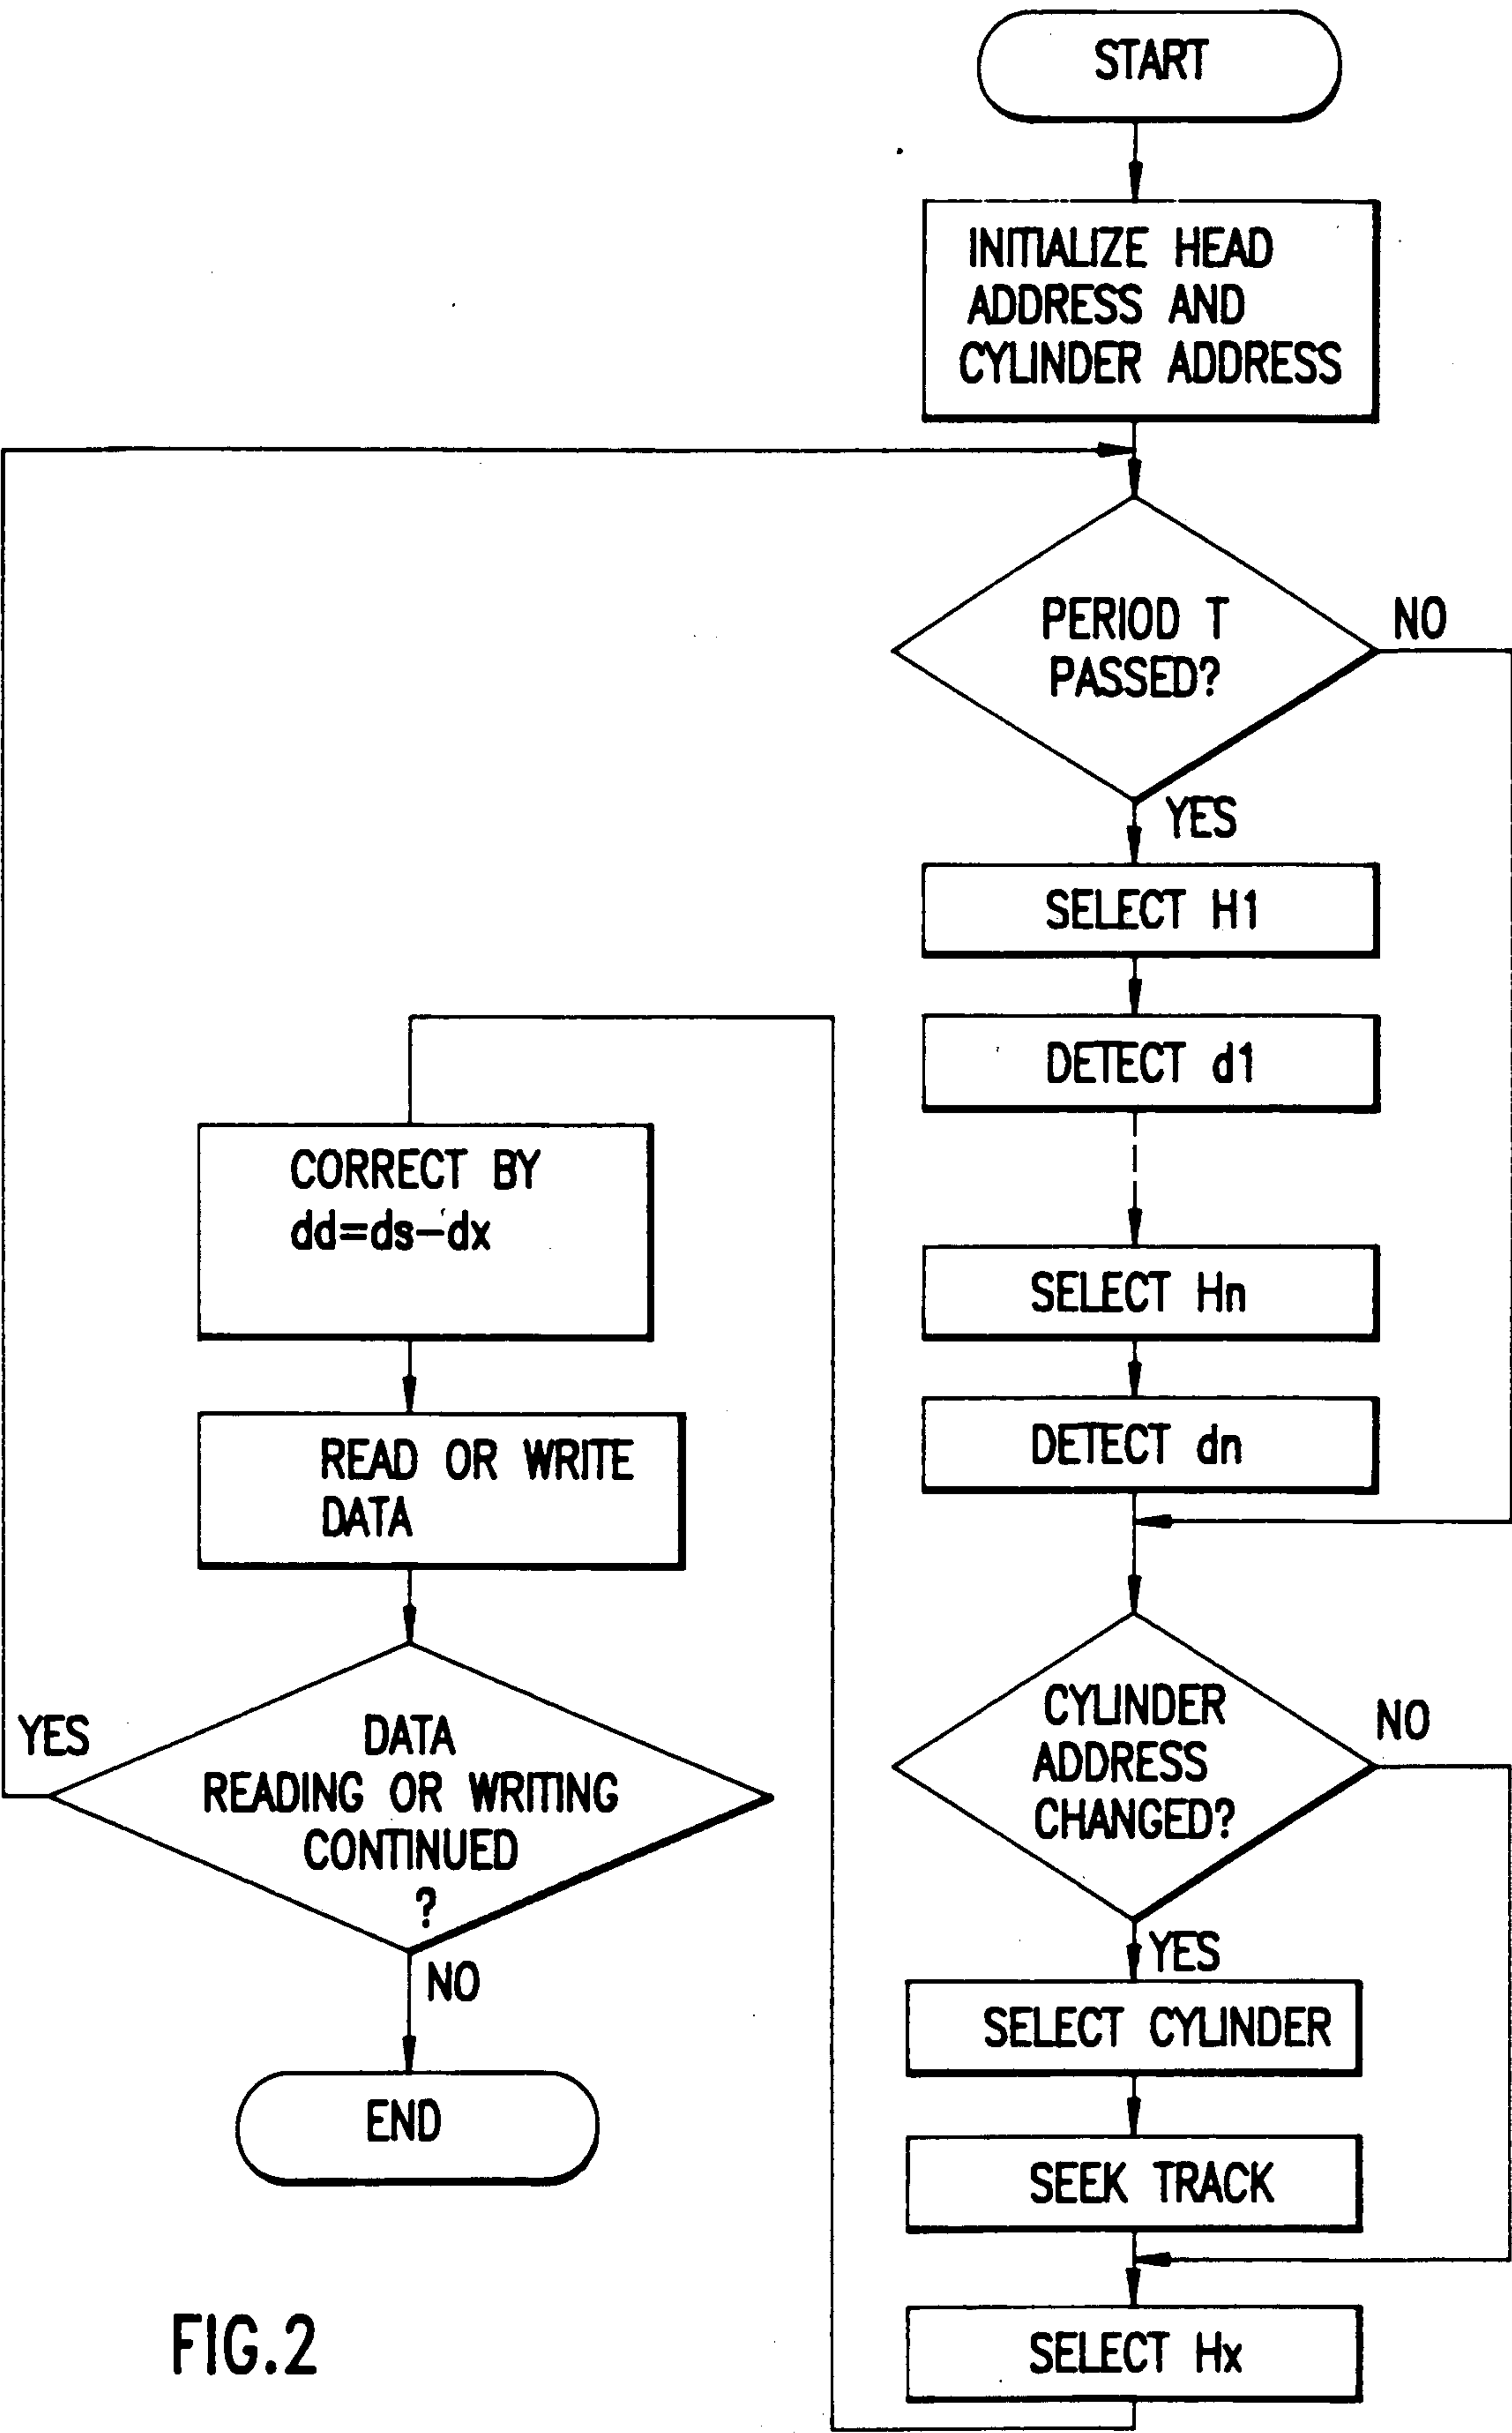 START
INITIALIZE HEAD
ADDRESS AND
CYLINDER ADDRESS
PERIOD T
PASSED?
NO
YES
SELECT H1
DETECT d1
SELECT Hn
DETECT dn
CYLINDER
ADDRESS
CHANGED?
NO
YES
SELECT CYLINDER
SEEK TRACK
SELECT Hx
CORRECT BY
dd=ds-dx
READ OR WRITE
DATA
DATA
READING OR WRITING
CONTINUED
?
YES
NO
END
FIG.2